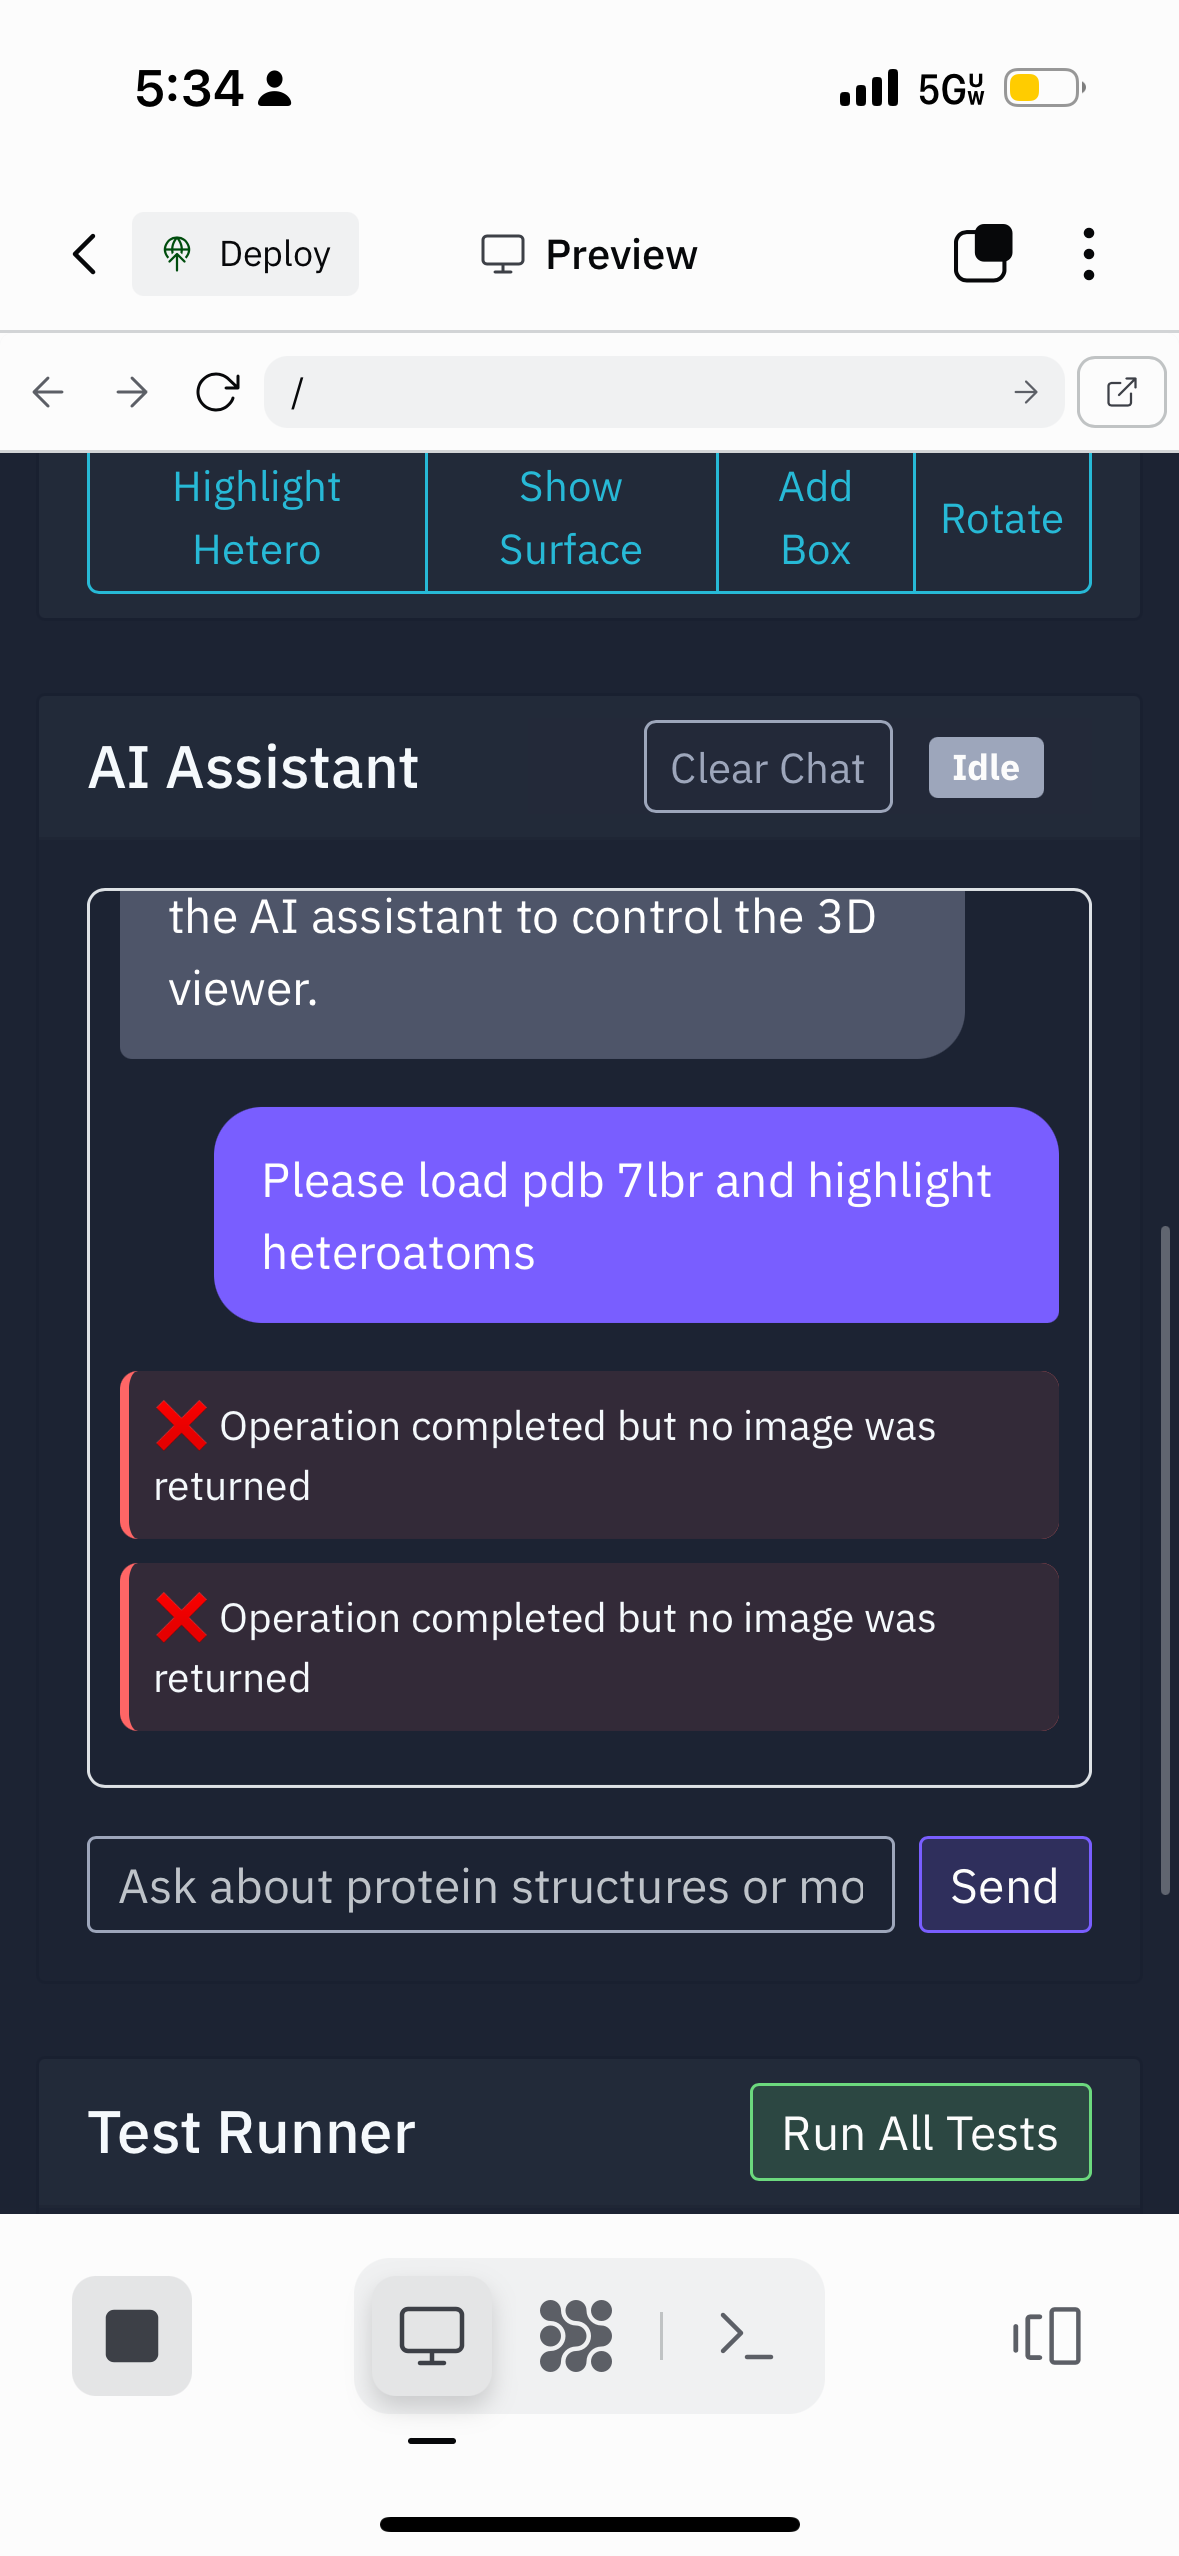 5:34
5GUW
Deploy
Preview
/
Highlight
Hetero
Show
Surface
Add
Box
Rotate
AI Assistant
Clear Chat
Idle
the AI assistant to control the 3D
viewer.
Please load pdb 7lbr and highlight
heteroatoms
❌ Operation completed but no image was
returned
❌ Operation completed but no image was
returned
Ask about protein structures or mo
Send
Test Runner
Run All Tests